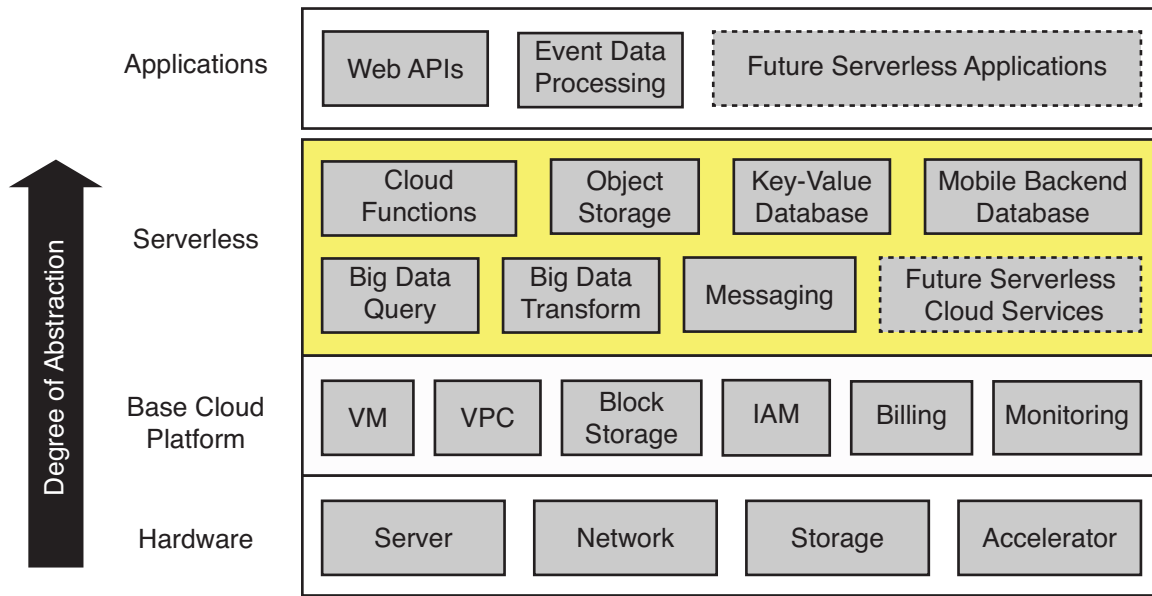 Applications
Web APIs
Event Data
Processing
Future Serverless Applications
Degree of Abstraction
Serverless
Cloud
Functions
Object
Storage
Key-Value
Database
Mobile Backend
Database
Big Data
Query
Big Data
Transform
Messaging
Future Serverless
Cloud Services
Base Cloud
Platform
VM
VPC
Block
Storage
IAM
Billing
Monitoring
Hardware
Server
Network
Storage
Accelerator